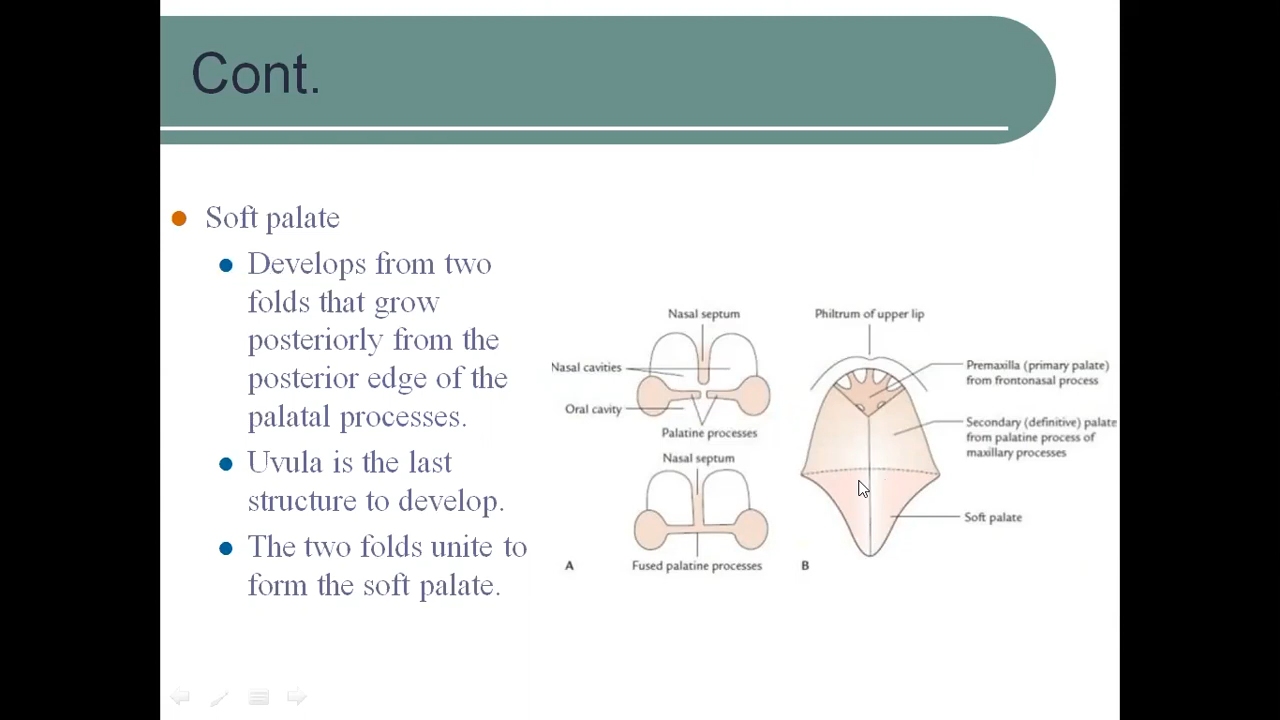 Cont.
Soft palate
Develops from two
folds that grow
posteriorly from the
posterior edge of the
palatal processes.
Uvula is the last
structure to develop.
The two folds unite to
form the soft palate.
Nasal septum
Nasal cavities
Oral cavity
Palatine processes
Nasal septum
A
Fused palatine processes
Philtrum of upper lip
Premaxilla (primary palate)
from frontonasal process
Secondary (definitive) palate
from palatine process of
maxillary processes
Soft palate
B